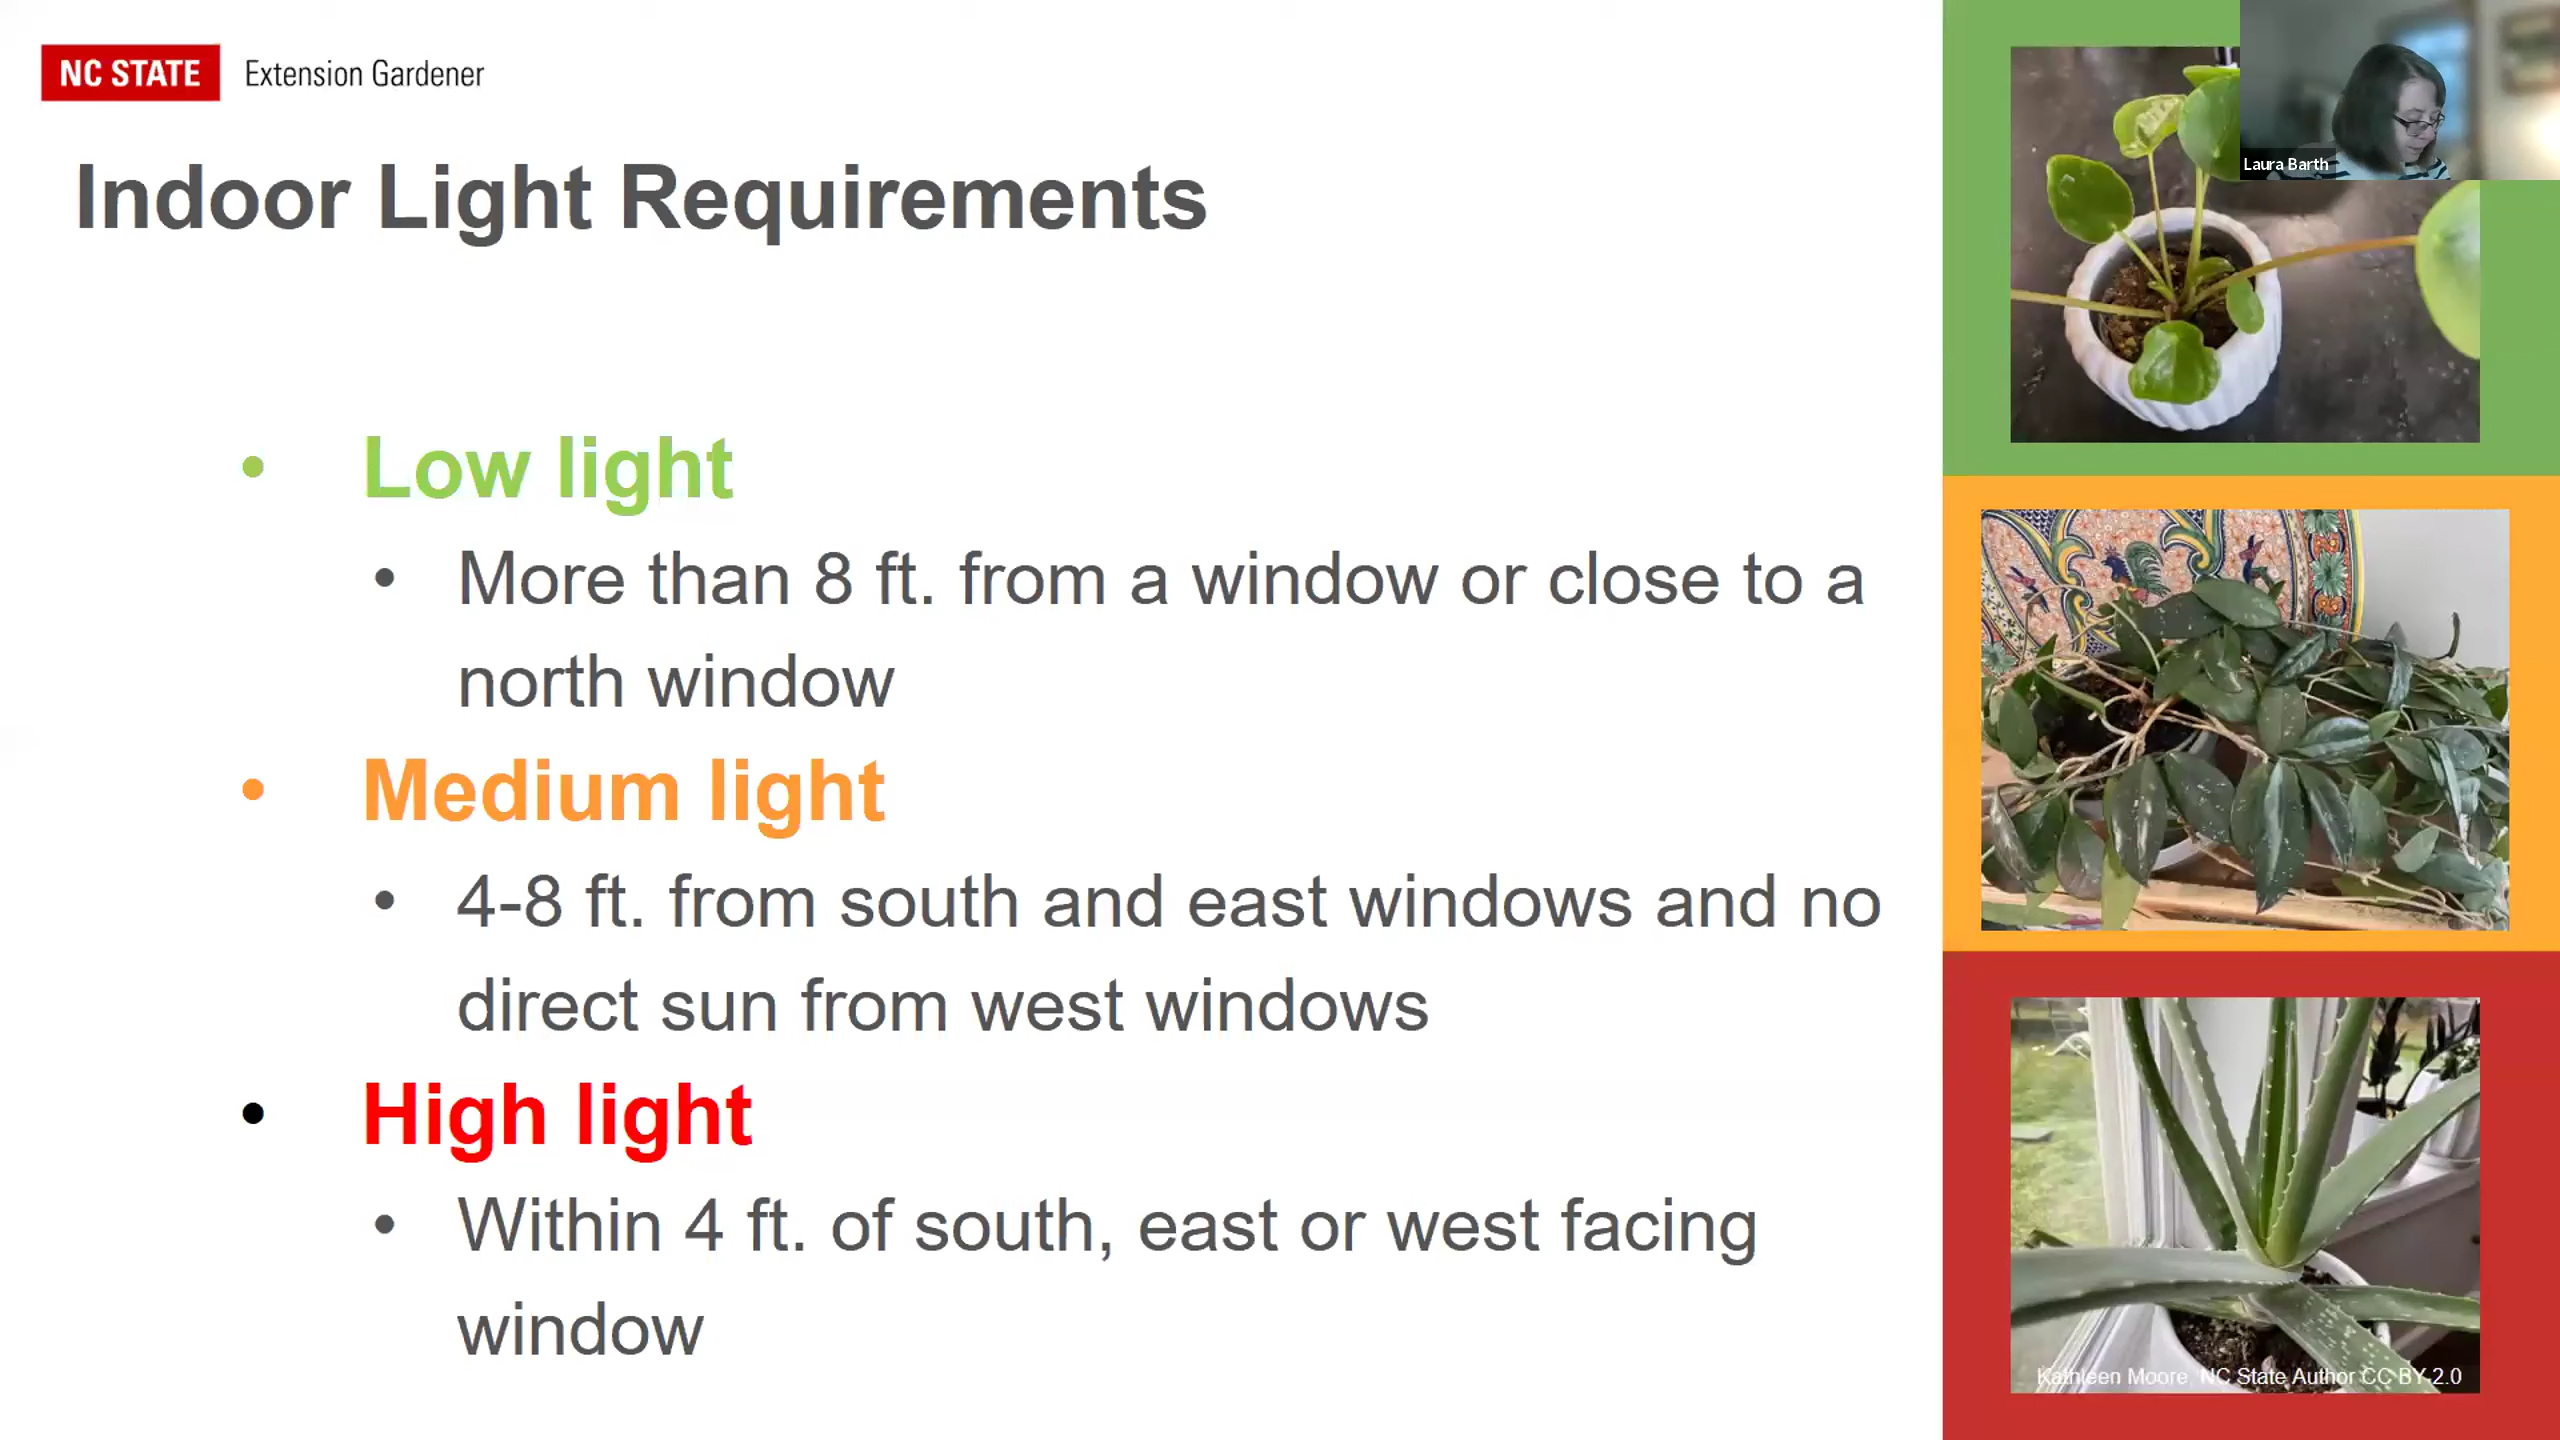 NC STATE Extension Gardener
Laura Barth
Indoor Light Requirements
• Low light
• More than 8 ft. from a window or close to a
north window
• Medium light
• 4-8 ft. from south and east windows and no
direct sun from west windows
• High light
• Within 4 ft. of south, east or west facing
window
Kathleen Moore, NC State Author CC BY-2.0